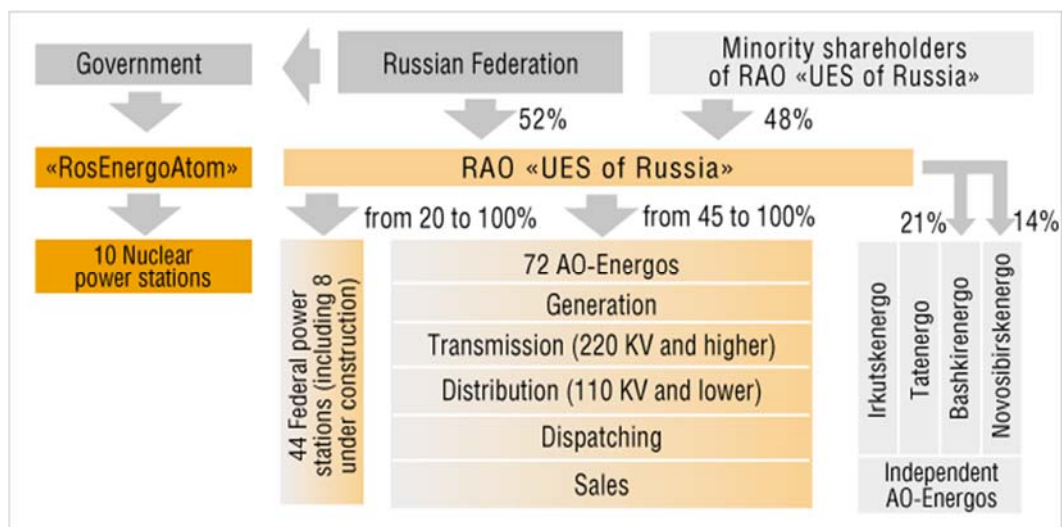 Government
Russian Federation
Minority shareholders
of RAO «UES of Russia»
52%
48%
«RosEnergoAtom»
RAO «UES of Russia»
from 20 to 100%
from 45 to 100%
21%
14%
10 Nuclear
power stations
44 Federal power
stations (including 8
under construction)
72 AO-Energos
Generation
Transmission (220 KV and higher)
Distribution (110 KV and lower)
Dispatching
Sales
Irkutskenergo
Tatenergo
Bashkirenergo
Novosibirskenergo
Independent
AO-Energos